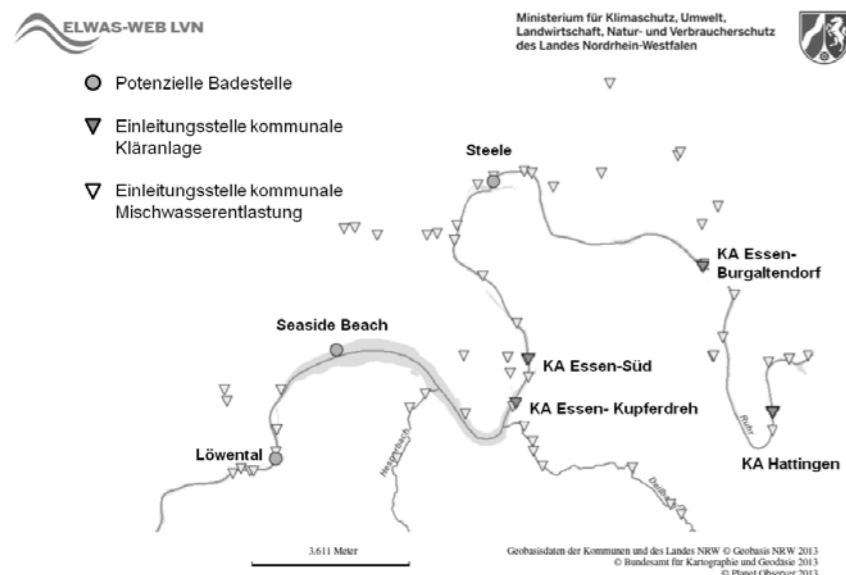 ELWAS-WEB LVN
Ministerium für Klimaschutz, Umwelt,
Landwirtschaft, Natur- und Verbraucherschutz
des Landes Nordrhein-Westfalen
Potenzielle Badestelle
Einleitungsstelle kommunale
Kläranlage
Einleitungsstelle kommunale
Mischwasserentlastung
Steele
KA Essen-
Burgaltendorf
Seaside Beach
KA Essen-Süd
KA Essen- Kupferdreh
Ruhr
Hesperbach
Löwental
KA Hattingen
Deilbach
3.611 Meter
Geobasisdaten der Kommunen und des Landes NRW © Geobasis NRW 2013
© Bundesamt für Kartographie und Geodäsie 2013
© Planet Observer 2013